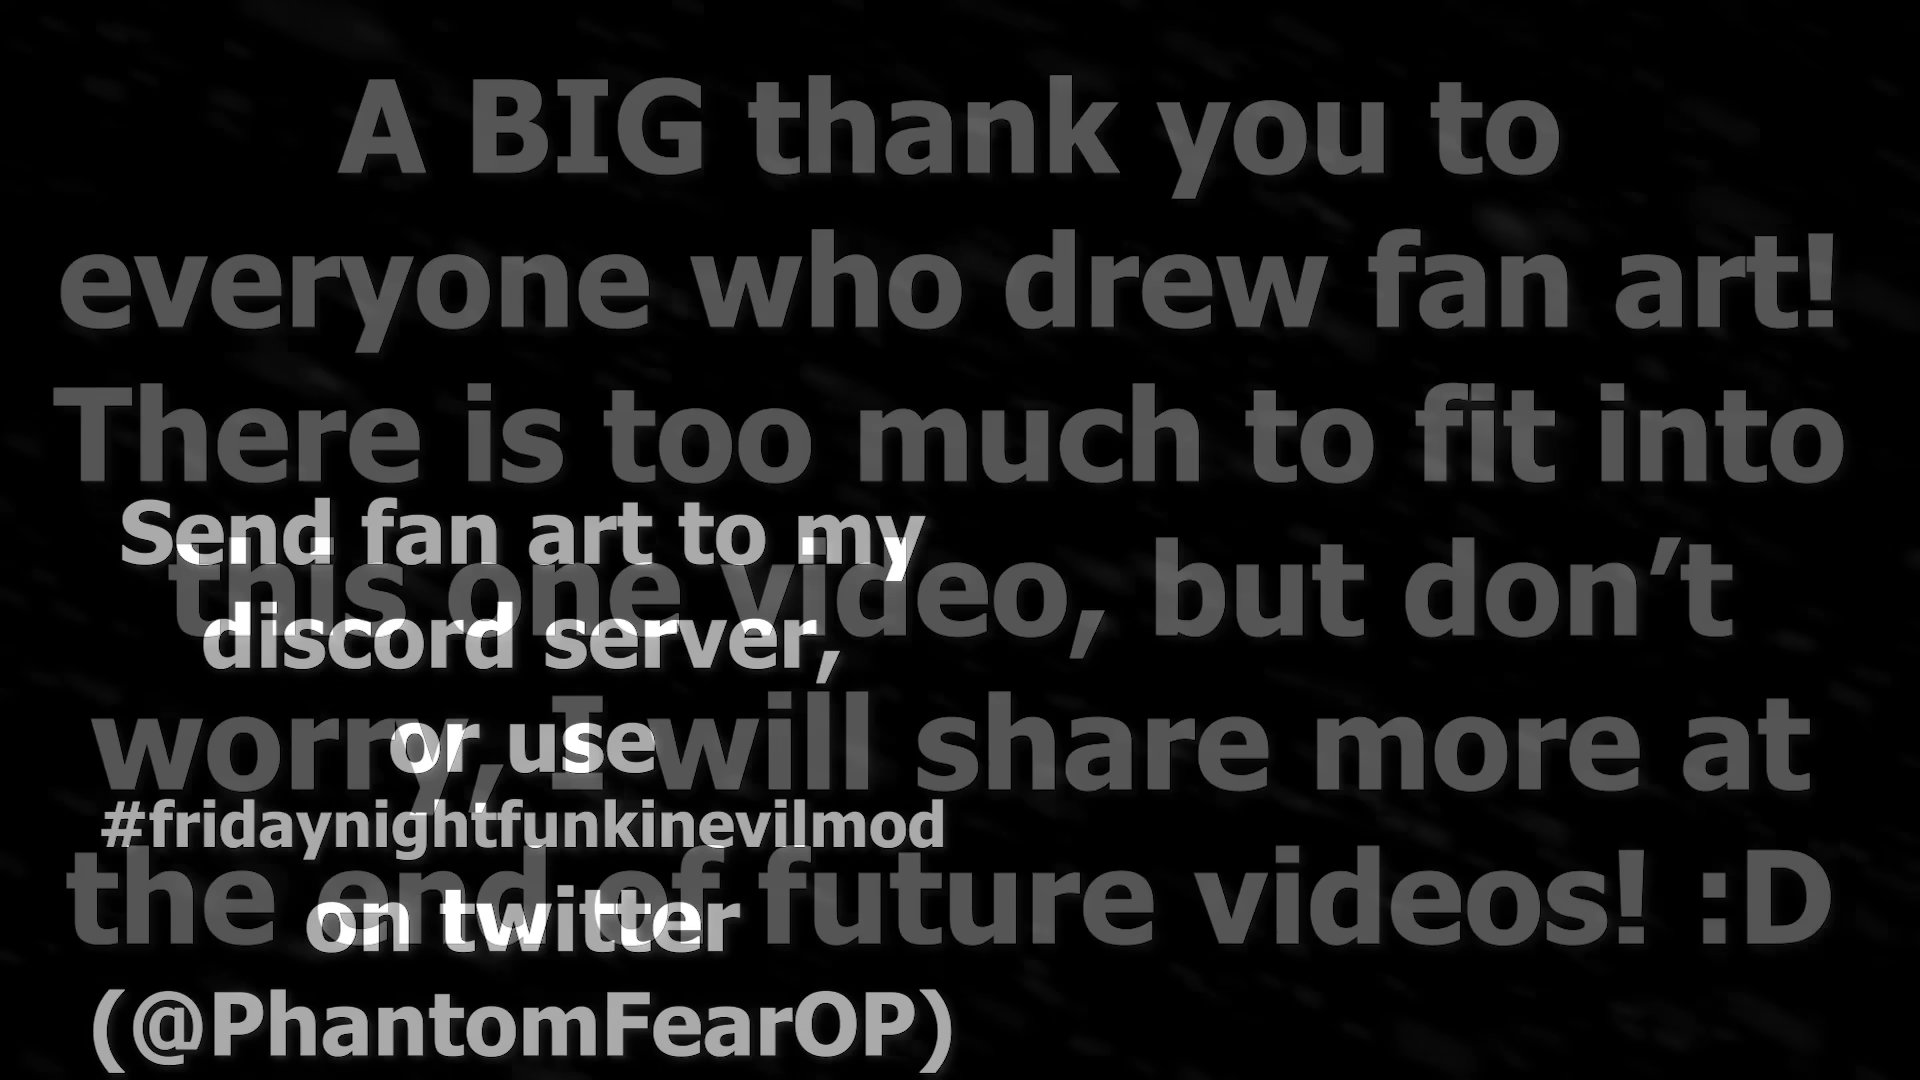 A BIG thank you to
everyone who drew fan art!
There is too much to fit into
this one video, but don’t
worry, I will share more at
the end of future videos! :D
Send fan art to my
discord server,
or use
#fridaynightfunkinevilmod
on twitter
(@PhantomFearOP)